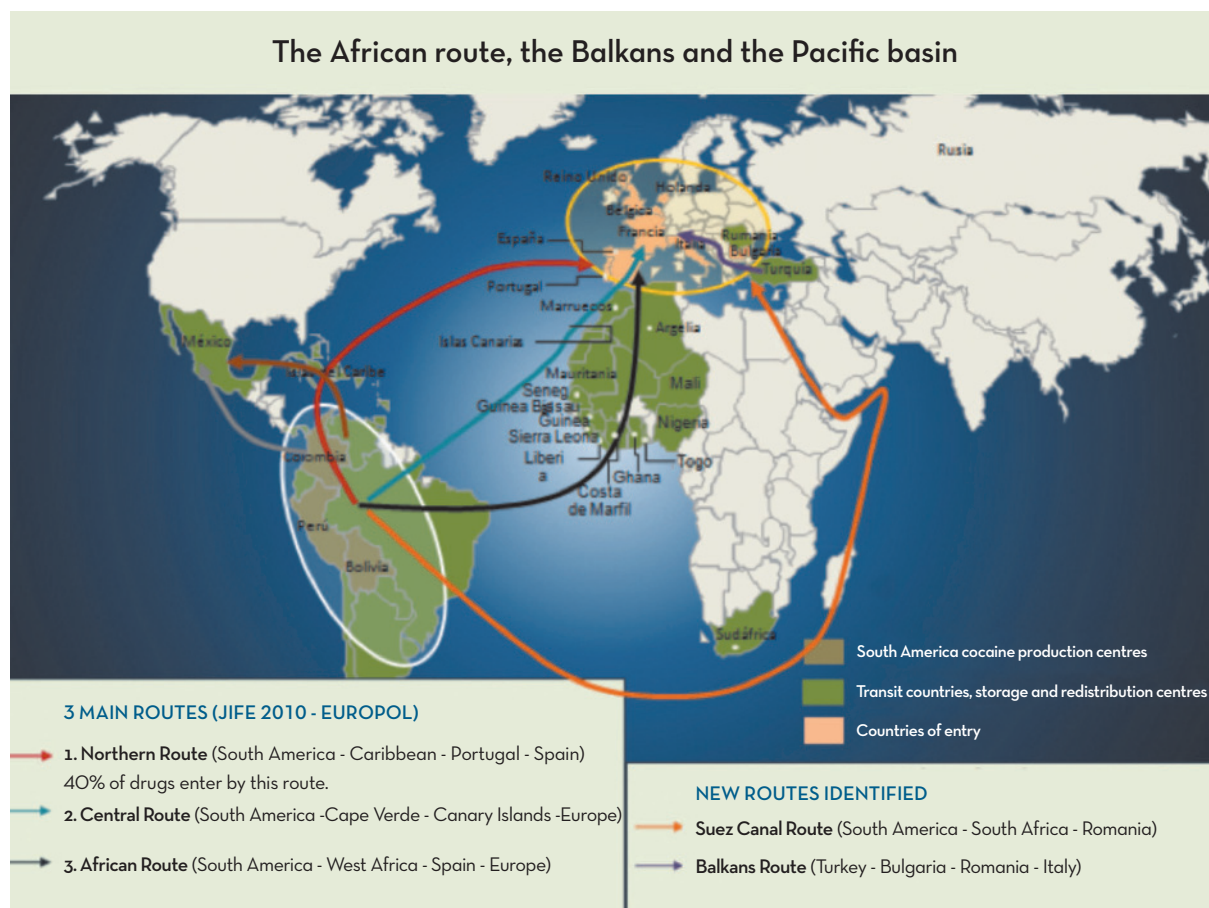 The African route, the Balkans and the Pacific basin
Rusia
Reino Unido
Holanda
Bélgica
Francia
España
Italia
Rumania
Bulgaria
Turquía
Portugal
Marruecos
Argelia
Islas Canarias
México
Islas del Caribe
Mauritania
Mali
Seneg
Guinea Bissau
Guinea
Nigeria
Sierra Leona
Colombia
Liberi
a
Togo
Ghana
Costa
de Marfil
Perú
Bolivia
Sudáfrica
South America cocaine production centres
Transit countries, storage and redistribution centres
Countries of entry
3 MAIN ROUTES (JIFE 2010 - EUROPOL)
1. Northern Route (South America - Caribbean - Portugal - Spain)
40% of drugs enter by this route.
2. Central Route (South America -Cape Verde - Canary Islands -Europe)
3. African Route (South America - West Africa - Spain - Europe)
NEW ROUTES IDENTIFIED
Suez Canal Route (South America - South Africa - Romania)
Balkans Route (Turkey - Bulgaria - Romania - Italy)